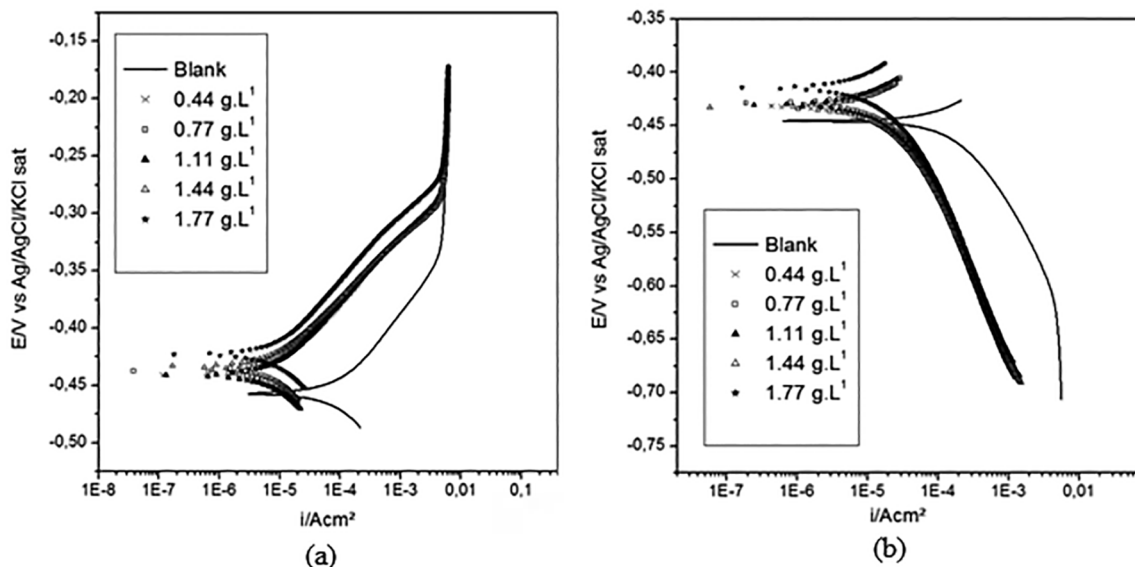 -0,15
-0,20
-0,25
-0,30
-0,35
-0,40
-0,45
-0,50
E/V vs Ag/AgCl/KCl sat
Blank
0.44 g.L¹
0.77 g.L¹
1.11 g.L¹
1.44 g.L¹
1.77 g.L¹
1E-8 1E-7 1E-6 1E-5 1E-4 1E-3 0,01 0,1
i/Acm²
(a)
-0,35
-0,40
-0,45
-0,50
-0,55
-0,60
-0,65
-0,70
-0,75
E/V vs Ag/AgCl/KCl sat
Blank
0.44 g.L¹
0.77 g.L¹
1.11 g.L¹
1.44 g.L¹
1.77 g.L¹
1E-7 1E-6 1E-5 1E-4 1E-3 0,01
i/Acm²
(b)